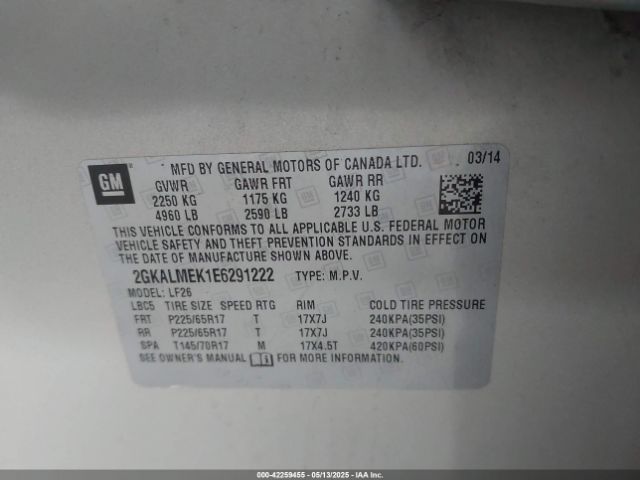 GM
MFD BY GENERAL MOTORS OF CANADA LTD. 03/14
GVWR GAWR FRT GAWR RR
2250 KG 1175 KG 1240 KG
4960 LB 2590 LB 2733 LB
THIS VEHICLE CONFORMS TO ALL APPLICABLE U.S. FEDERAL MOTOR
VEHICLE SAFETY AND THEFT PREVENTION STANDARDS IN EFFECT ON
THE DATE OF MANUFACTURE SHOWN ABOVE.
2GKALMEK1E6291222 TYPE: M.P.V.
MODEL: LF26
LBC5 TIRE SIZE SPEED RTG RIM COLD TIRE PRESSURE
FRT P225/65R17 T 17X7J 240KPA(35PSI)
RR P225/65R17 T 17X7J 240KPA(35PSI)
SPA T145/70R17 M 17X4.5T 420KPA(60PSI)
SEE OWNER'S MANUAL FOR MORE INFORMATION.
000-42259455 - 05/13/2025 - IAA Inc.